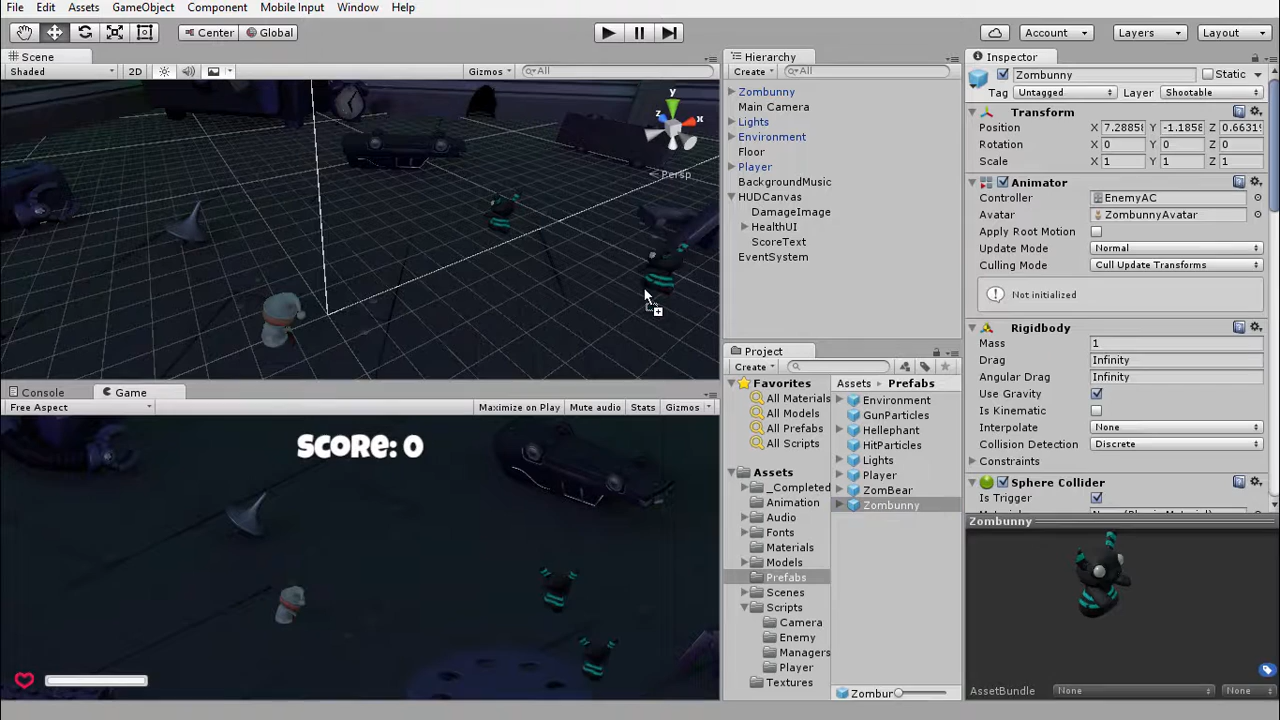 File Edit Assets GameObject Component Mobile Input Window Help
Center Global Account Layers Layout
Scene
Shaded 2D Gizmos All
y
x
z
Persp
Console Game
Free Aspect Maximize on Play Mute audio Stats Gizmos
SCORE: 0
Hierarchy
Create All
Zombunny
Main Camera
Lights
Environment
Floor
Player
BackgroundMusic
HUDCanvas
DamageImage
HealthUI
ScoreText
EventSystem
Project
Create
Favorites
All Materials
All Models
All Prefabs
All Scripts
Assets
_Completed
Animation
Audio
Fonts
Materials
Models
Prefabs
Scenes
Scripts
Camera
Enemy
Managers
Player
Textures
Assets Prefabs
Environment
GunParticles
Hellephant
HitParticles
Lights
Player
ZomBear
Zombunny
Zombur
Inspector
Zombunny Static
Tag Untagged Layer Shootable
Transform
Position X 7.2885 Y -1.1858 Z 0.6631
Rotation X 0 Y 0 Z 0
Scale X 1 Y 1 Z 1
Animator
Controller EnemyAC
Avatar ZombunnyAvatar
Apply Root Motion
Update Mode Normal
Culling Mode Cull Update Transforms
Not initialized
Rigidbody
Mass 1
Drag Infinity
Angular Drag Infinity
Use Gravity
Is Kinematic
Interpolate None
Collision Detection Discrete
Constraints
Sphere Collider
Is Trigger
Zombunny
AssetBundle None None